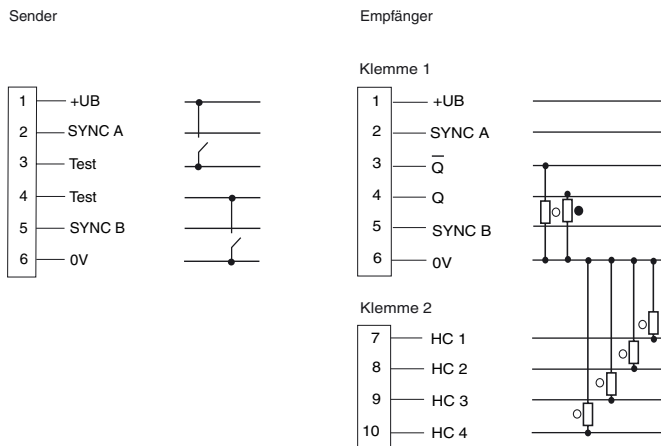 Sender
1 +UB
2 SYNC A
3 Test
4 Test
5 SYNC B
6 0V
Empfänger
Klemme 1
1 +UB
2 SYNC A
3 Q̅
4 Q
5 SYNC B
6 0V
Klemme 2
7 HC 1
8 HC 2
9 HC 3
10 HC 4